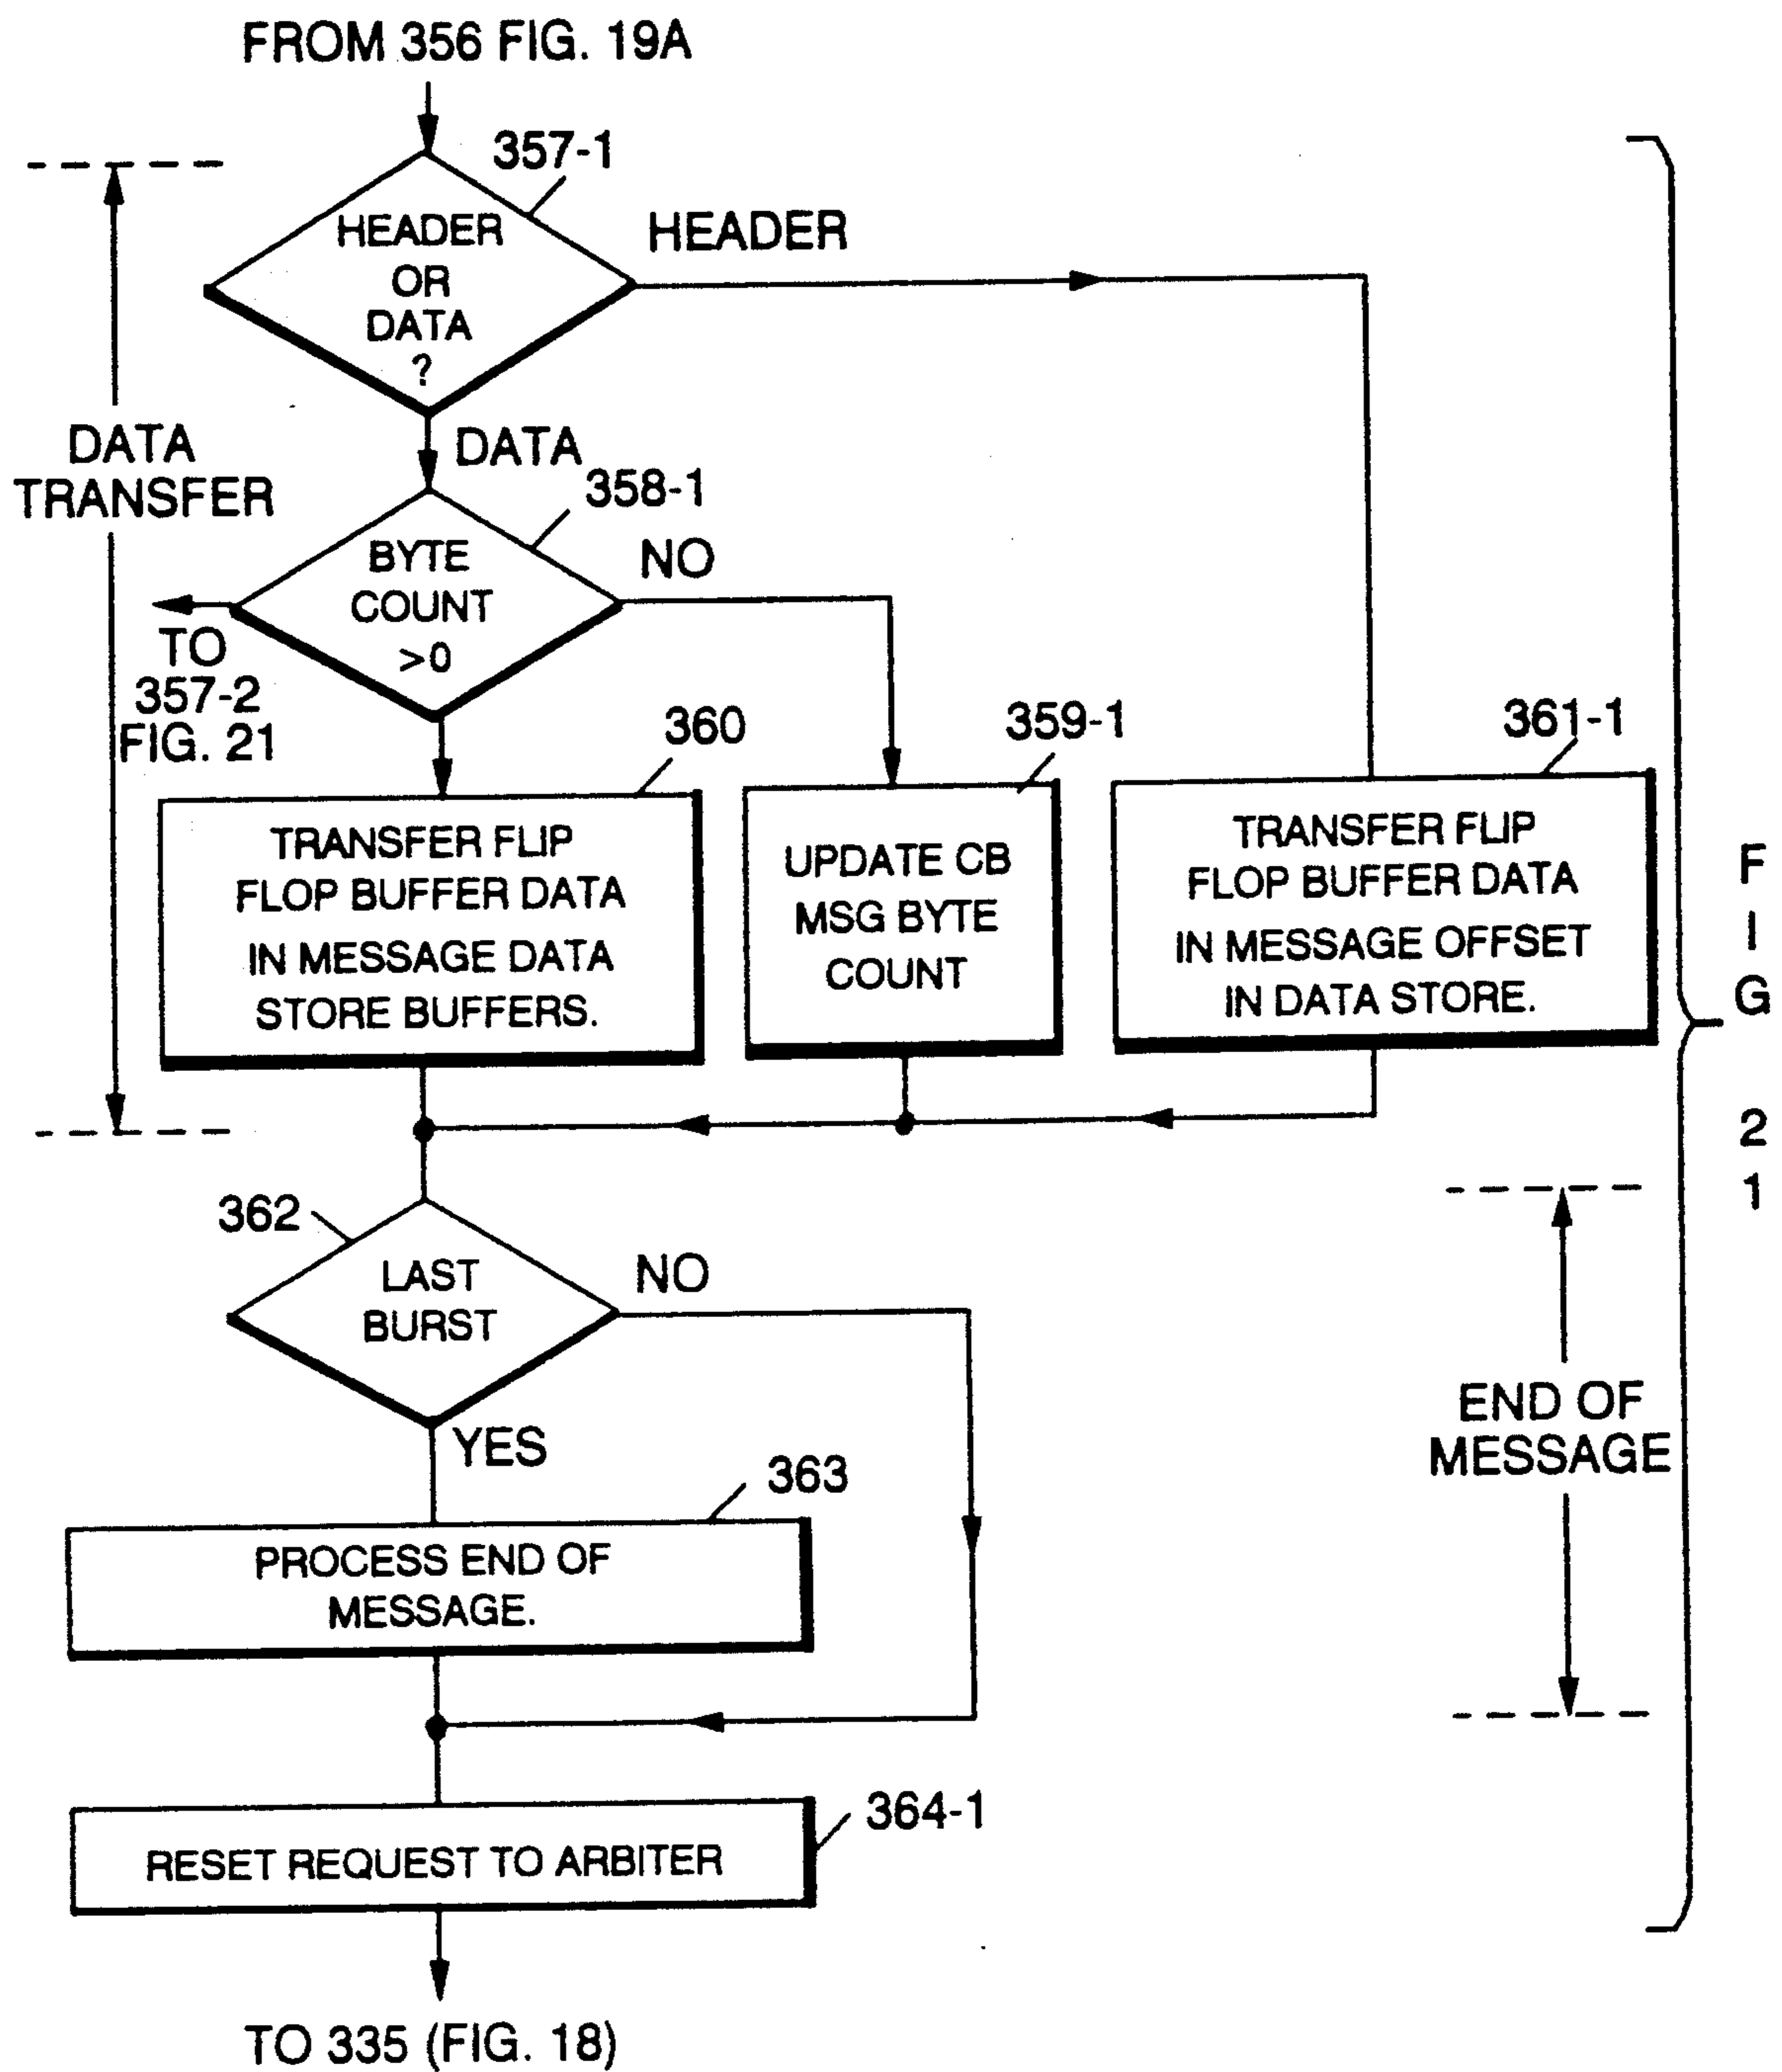 FROM 356 FIG. 19A
357-1
HEADER
OR
DATA
?
HEADER
DATA
TRANSFER
DATA
358-1
BYTE
COUNT
>0
NO
TO
357-2
FIG. 21
360
359-1
361-1
TRANSFER FLIP
FLOP BUFFER DATA
IN MESSAGE DATA
STORE BUFFERS.
UPDATE CB
MSG BYTE
COUNT
TRANSFER FLIP
FLOP BUFFER DATA
IN MESSAGE OFFSET
IN DATA STORE.
F
I
G
2
1
362
LAST
BURST
NO
YES
END OF
MESSAGE
363
PROCESS END OF
MESSAGE.
364-1
RESET REQUEST TO ARBITER
TO 335 (FIG. 18)